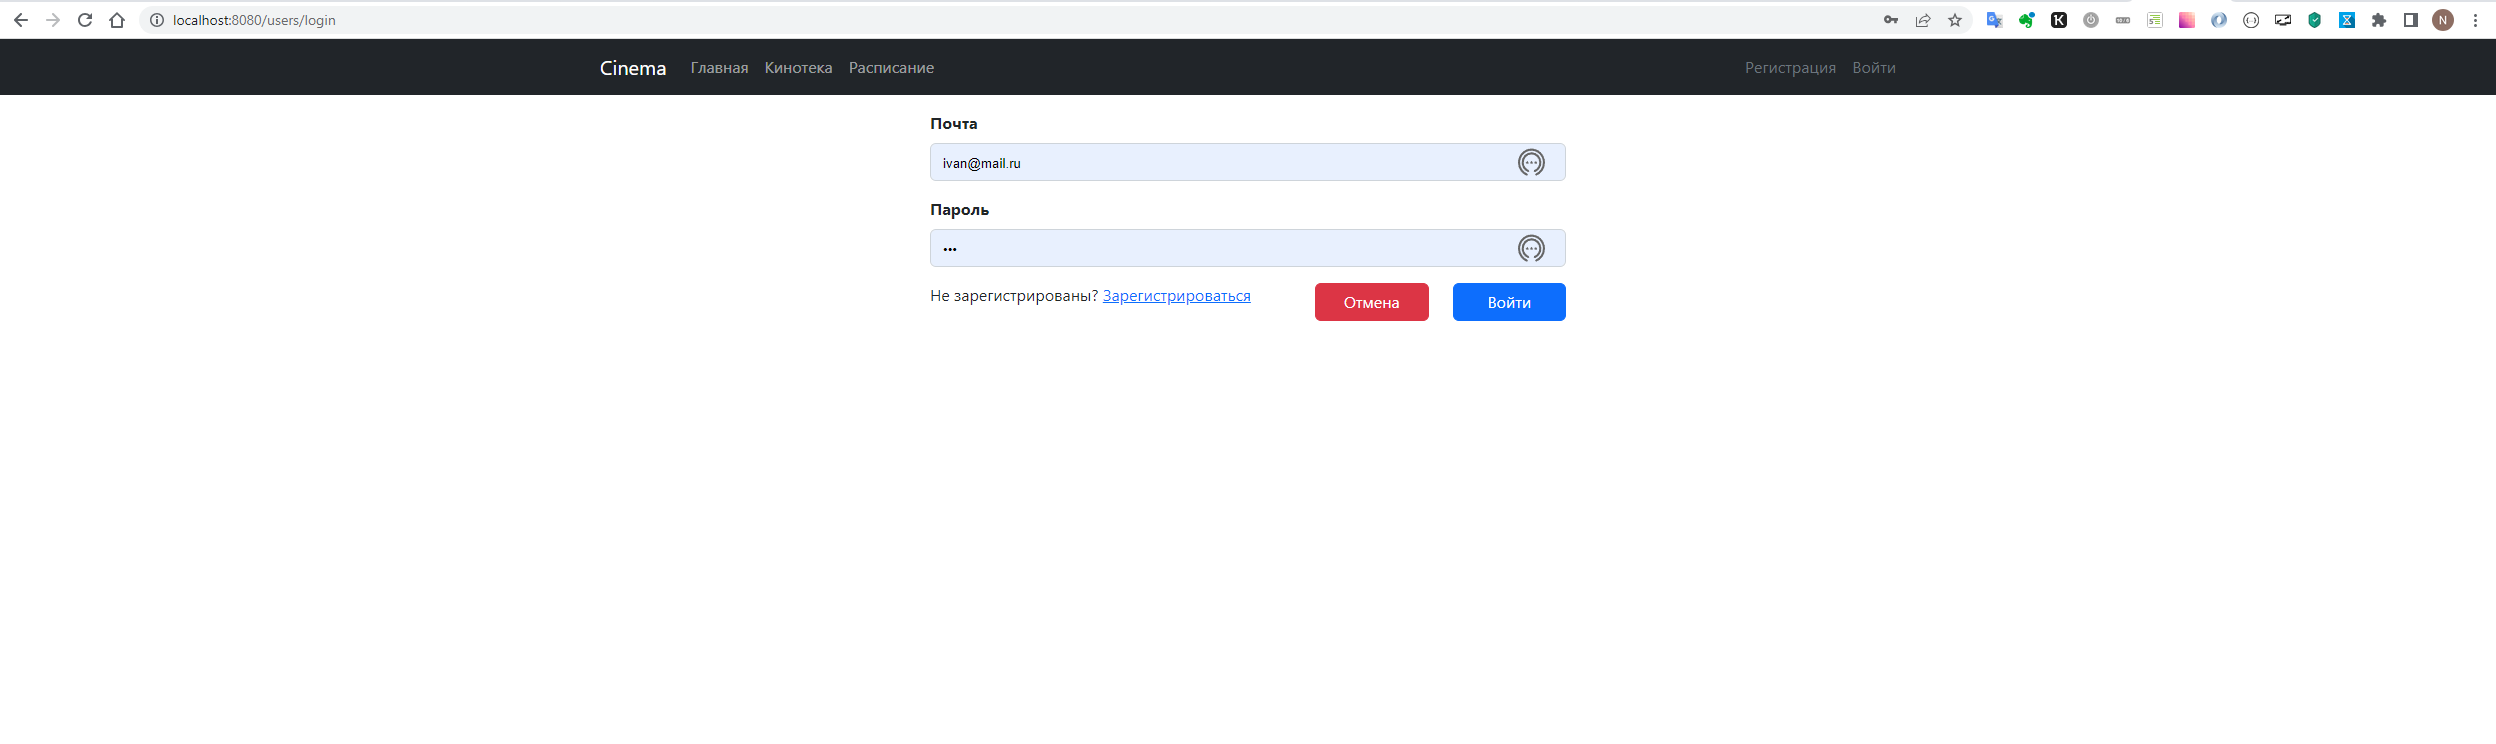 localhost:8080/users/login
Cinema Главная Кинотека Расписание Регистрация Войти
Почта
ivan@mail.ru
Пароль
•••
Не зарегистрированы? Зарегистрироваться Отмена Войти
N